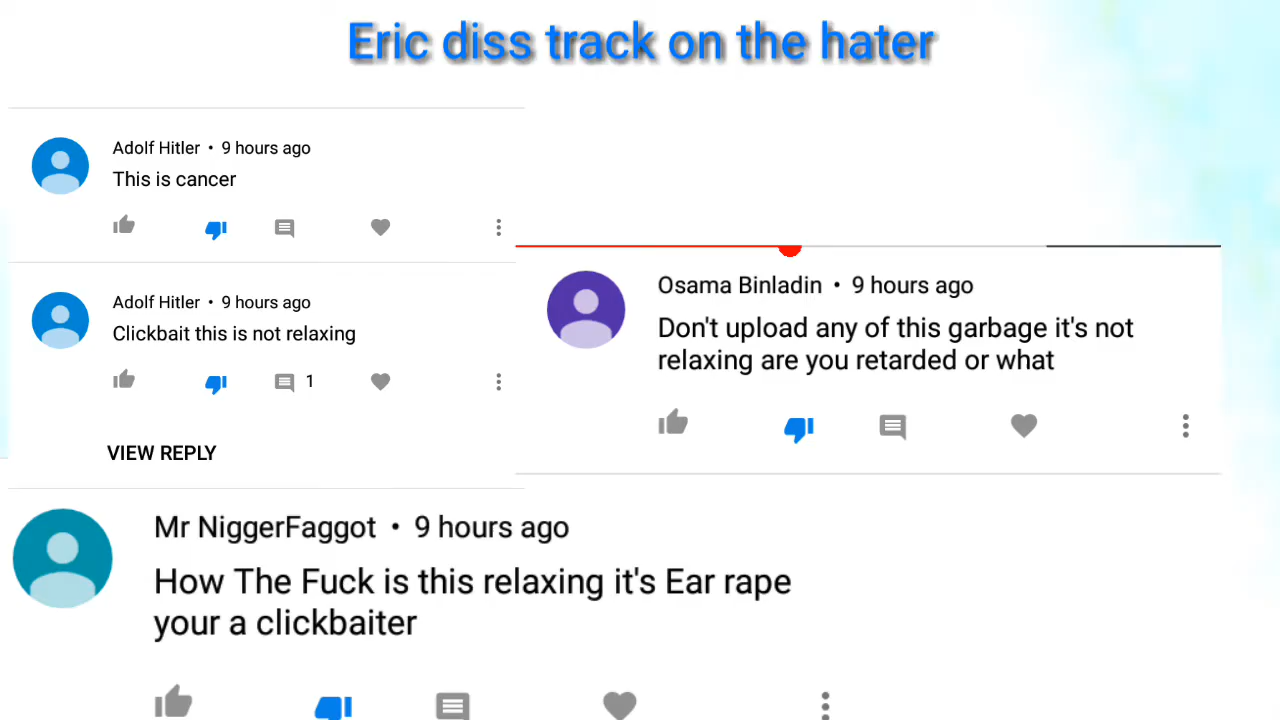 Eric diss track on the hater
Adolf Hitler • 9 hours ago
This is cancer
Adolf Hitler • 9 hours ago
Clickbait this is not relaxing
1
VIEW REPLY
Osama Binladin • 9 hours ago
Don't upload any of this garbage it's not
relaxing are you retarded or what
Mr NiggerFaggot • 9 hours ago
How The Fuck is this relaxing it's Ear rape
your a clickbaiter